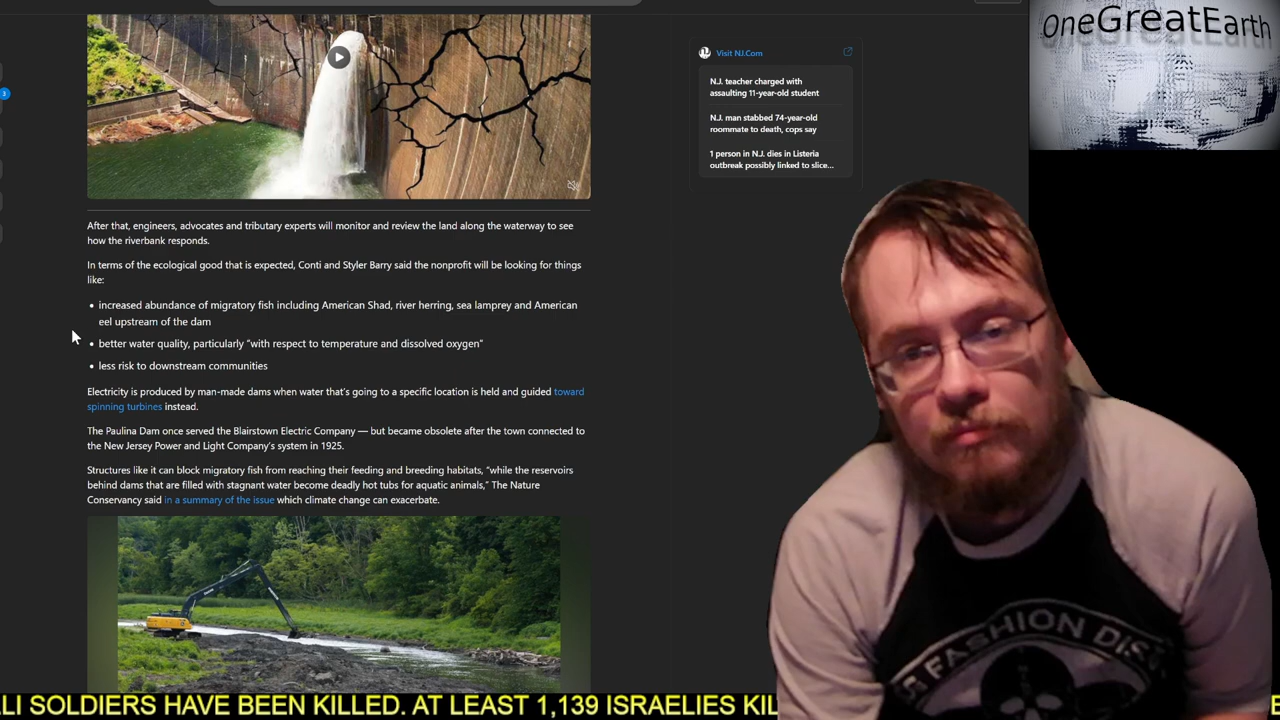 OneGreatEarth
Visit NJ.Com
N.J. teacher charged with
assaulting 11-year-old student
N.J. man stabbed 74-year-old
roommate to death, cops say
1 person in N.J. dies in Listeria
outbreak possibly linked to slice...
3
After that, engineers, advocates and tributary experts will monitor and review the land along the waterway to see
how the riverbank responds.
In terms of the ecological good that is expected, Conti and Styler Barry said the nonprofit will be looking for things
like:
• increased abundance of migratory fish including American Shad, river herring, sea lamprey and American
eel upstream of the dam
• better water quality, particularly “with respect to temperature and dissolved oxygen”
• less risk to downstream communities
Electricity is produced by man-made dams when water that’s going to a specific location is held and guided toward
spinning turbines instead.
The Paulina Dam once served the Blairstown Electric Company — but became obsolete after the town connected to
the New Jersey Power and Light Company’s system in 1925.
Structures like it can block migratory fish from reaching their feeding and breeding habitats, “while the reservoirs
behind dams that are filled with stagnant water become deadly hot tubs for aquatic animals,” The Nature
Conservancy said in a summary of the issue which climate change can exacerbate.
FASHION DIS
LI SOLDIERS HAVE BEEN KILLED. AT LEAST 1,139 ISRAELIES KIL